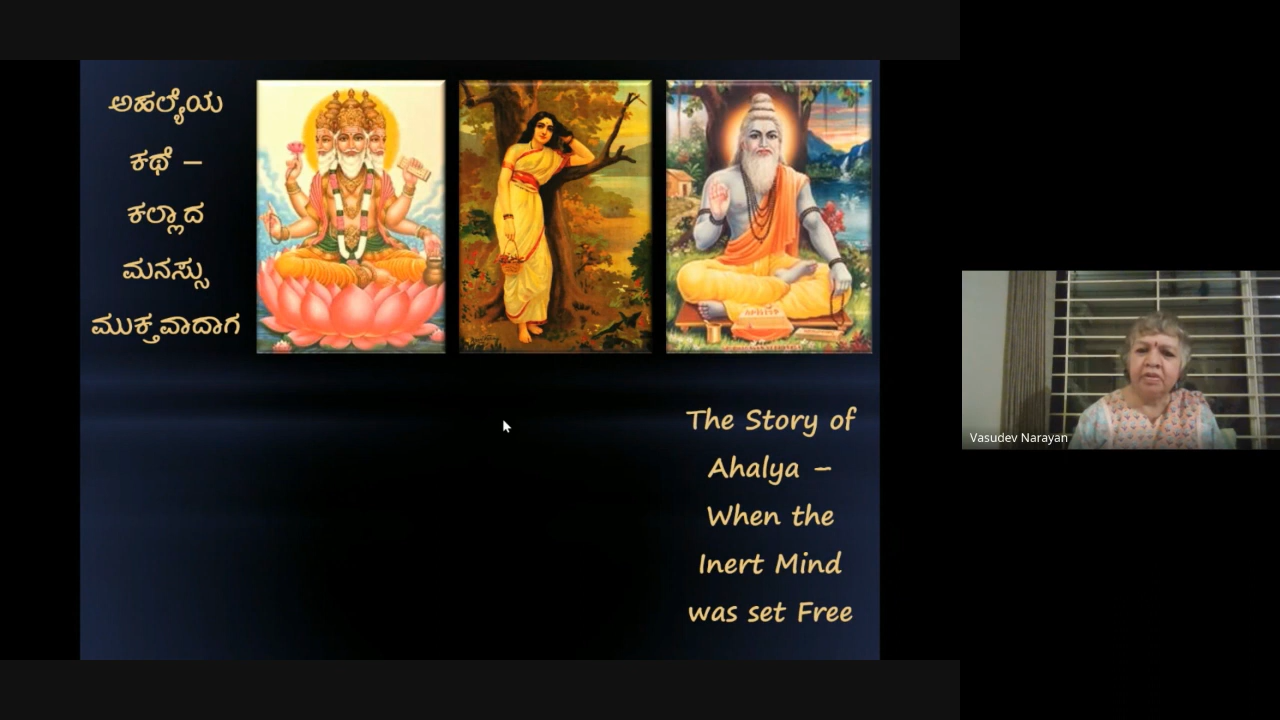 ಅಹಲ್ಯೆಯ
ಕಥೆ –
ಕಲ್ಲಾದ
ಮನಸ್ಸು
ಮುಕ್ತವಾದಾಗ
The Story of
Ahalya –
When the
Inert Mind
was set Free
Vasudev Narayan